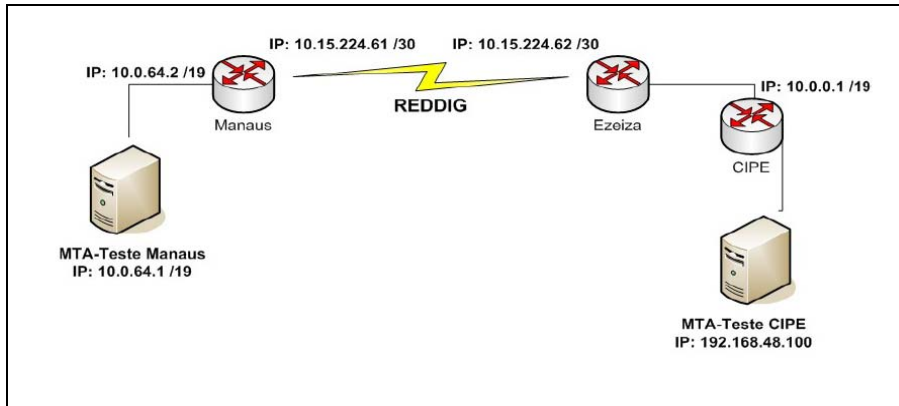 IP: 10.15.224.61 /30
IP: 10.15.224.62 /30
IP: 10.0.64.2 /19
IP: 10.0.0.1 /19
REDDIG
Manaus
Ezeiza
CIPE
MTA-Teste Manaus
IP: 10.0.64.1 /19
MTA-Teste CIPE
IP: 192.168.48.100